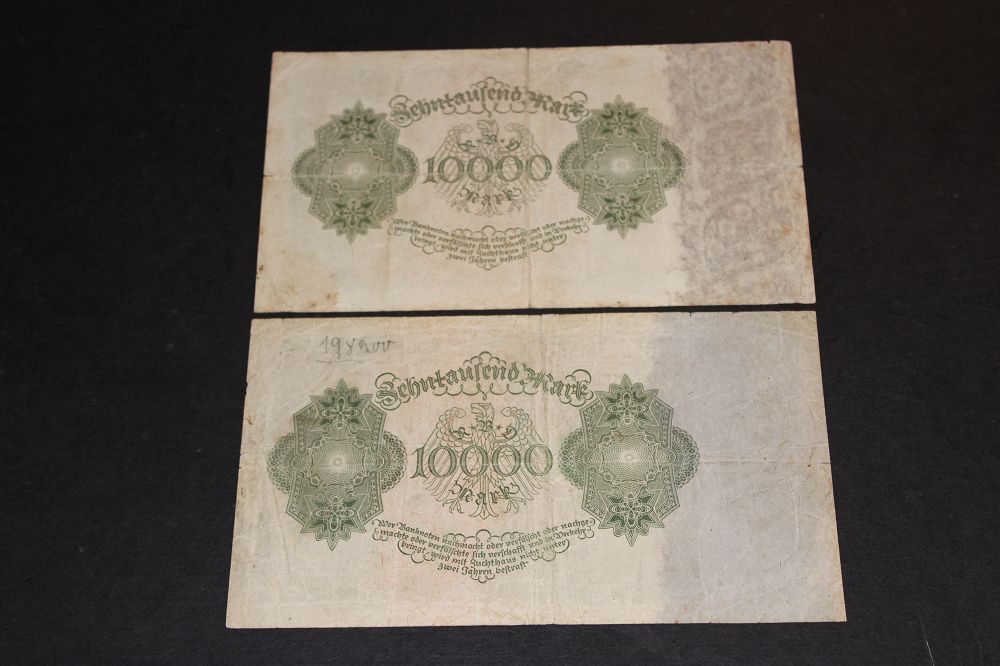 Zehntausend Mark
R B D
10000
Mark
Wer Banknoten nachmacht oder verfälscht oder nachge-
machte oder verfälschte sich verschafft und in Verkehr
bringt, wird mit Zuchthaus nicht unter
zwei Jahren bestraft
Zehntausend Mark
R*B*D
10000
Mark
Wer Banknoten nachmacht oder verfälscht oder nachge-
machte oder verfälschte sich verschafft und in Verkehr
bringt, wird mit Zuchthaus nicht unter
zwei Jahren bestraft